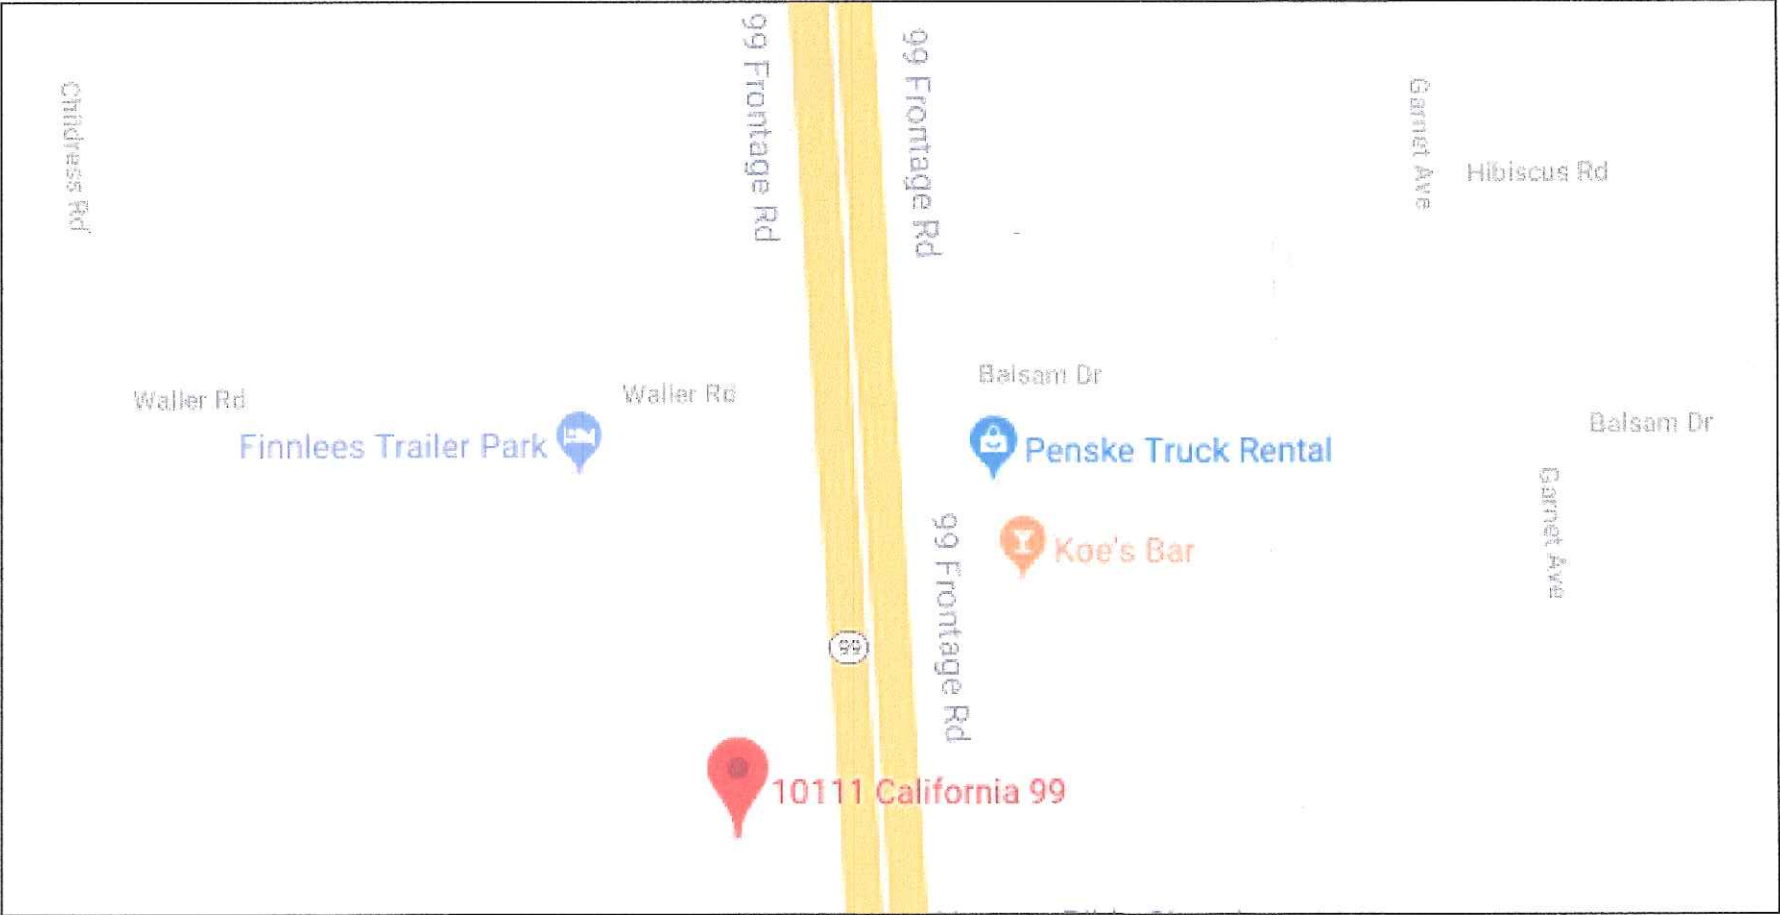 99 Frontage Rd
99 Frontage Rd
Childress Rd
Garnet Ave
Hibiscus Rd
Balsam Dr
Waller Rd
Waller Rd
Balsam Dr
Finnlees Trailer Park
Penske Truck Rental
Garnet Ave
Koe's Bar
99 Frontage Rd
99
10111 California 99